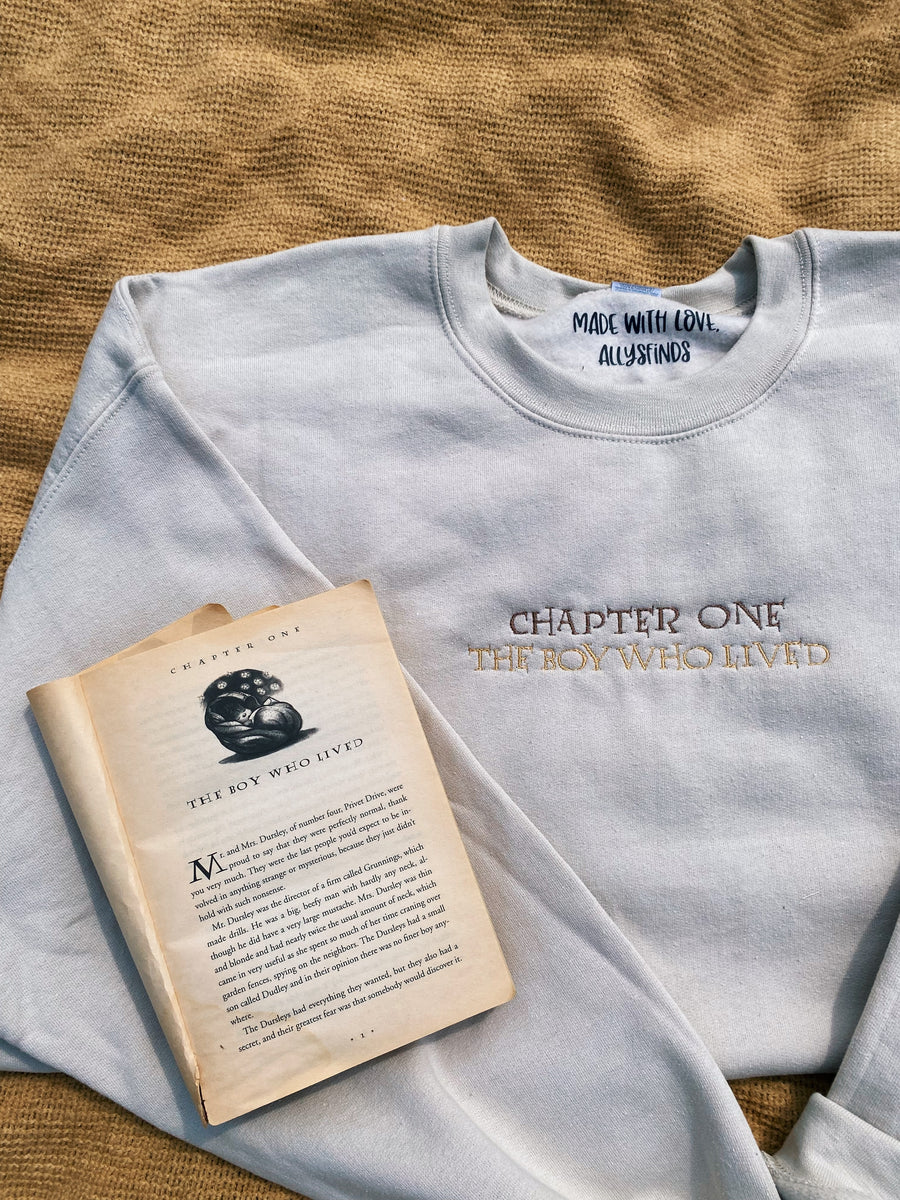 MADE WITH LOVE,
ALLYSFINDS
CHAPTER ONE
THE BOY WHO LIVED
CHAPTER ONE
THE BOY WHO LIVED
Mr. and Mrs. Dursley, of number four, Privet Drive, were
proud to say that they were perfectly normal, thank
you very much. They were the last people you'd expect to be in-
volved in anything strange or mysterious, because they just didn't
hold with such nonsense.
Mr. Dursley was the director of a firm called Grunnings, which
made drills. He was a big, beefy man with hardly any neck, al-
though he did have a very large mustache. Mrs. Dursley was thin
and blonde and had nearly twice the usual amount of neck, which
came in very useful as she spent so much of her time craning over
garden fences, spying on the neighbors. The Dursleys had a small
son called Dudley and in their opinion there was no finer boy any-
where.
The Dursleys had everything they wanted, but they also had a
secret, and their greatest fear was that somebody would discover it.
• 1 •